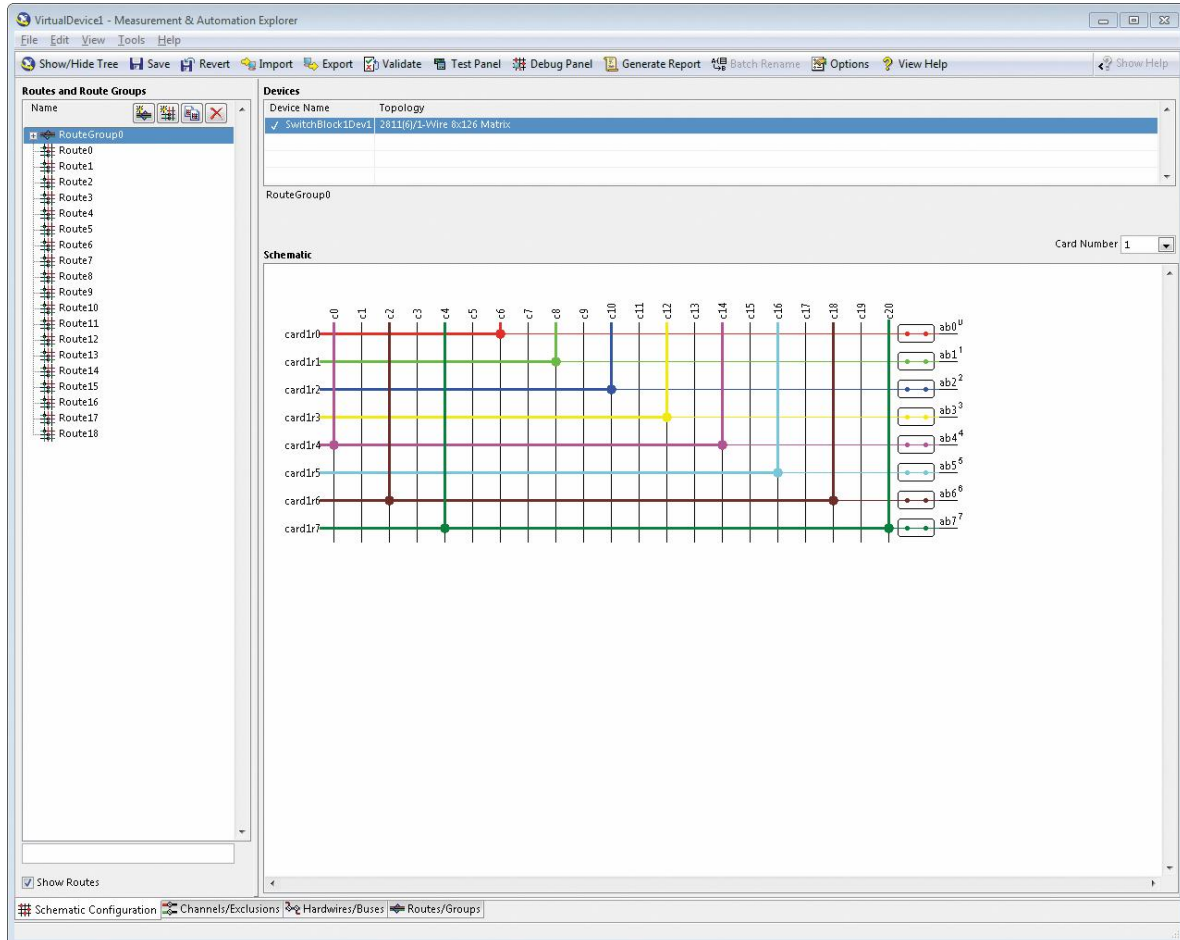 VirtualDevice1 - Measurement & Automation Explorer
File Edit View Tools Help
Show/Hide Tree Save Revert Import Export Validate Test Panel Debug Panel Generate Report Batch Rename Options View Help Show Help
Routes and Route Groups
Name
RouteGroup0
Route0
Route1
Route2
Route3
Route4
Route5
Route6
Route7
Route8
Route9
Route10
Route11
Route12
Route13
Route14
Route15
Route16
Route17
Route18
Show Routes
Devices
Device Name Topology
SwitchBlock1Dev1 2811(6)/1-Wire 8x126 Matrix
RouteGroup0
Card Number 1
Schematic
c0 c1 c2 c3 c4 c5 c6 c7 c8 c9 c10 c11 c12 c13 c14 c15 c16 c17 c18 c19 c20
card1r0 ab0 0
card1r1 ab1 1
card1r2 ab2 2
card1r3 ab3 3
card1r4 ab4 4
card1r5 ab5 5
card1r6 ab6 6
card1r7 ab7 7
Schematic Configuration Channels/Exclusions Hardwires/Buses Routes/Groups